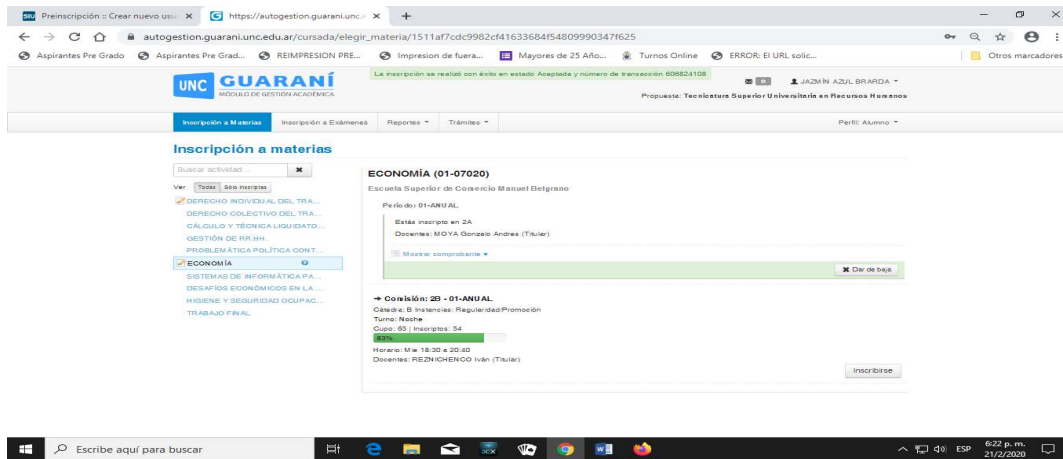 Preinscripción :: Crear nuevo usu
https://autogestion.guarani.unc.e
autogestion.guarani.unc.edu.ar/cursada/elegir_materia/1511af7cdc9982cf41633684f54809990347f625
Aspirantes Pre Grado
Aspirantes Pre Grad...
REIMPRESION PRE...
Impresion de fuera...
Mayores de 25 Año...
Turnos Online
ERROR: El URL solic...
Otros marcadores
UNC GUARANÍ
MÓDULO DE GESTIÓN ACADÉMICA
La inscripción se realizó con éxito en estado Aceptada y número de transacción 606824108
0
JAZMÍN AZUL BRARDA
Propuesta: Tecnicatura Superior Universitaria en Recursos Humanos
Inscripción a Materias
Inscripción a Exámenes
Reportes
Trámites
Perfil: Alumno
Inscripción a materias
Buscar actividad...
Ver Todas Sólo inscriptas
DERECHO INDIVIDUAL DEL TRA...
DERECHO COLECTIVO DEL TRA...
CÁLCULO Y TÉCNICA LIQUIDATO...
GESTIÓN DE RR.HH.
PROBLEMÁTICA POLÍTICA CONT...
ECONOMÍA
SISTEMAS DE INFORMÁTICA PA...
DESAFÍOS ECONÓMICOS EN LA ...
HIGIENE Y SEGURIDAD OCUPAC...
TRABAJO FINAL
ECONOMÍA (01-07020)
Escuela Superior de Comercio Manuel Belgrano
Período: 01-ANUAL
Estás inscripto en 2A
Docentes: MOYA Gonzalo Andres (Titular)
Mostrar comprobante
Dar de baja
Comisión: 2B - 01-ANUAL
Cátedra: B Instancias: Regularidad/Promoción
Turno: Noche
Cupo: 65 | Inscriptos: 54
83%
Horario: Mie 18:30 a 20:40
Docentes: REZNICHENCO Iván (Titular)
Inscribirse
Escribe aquí para buscar
ESP
6:22 p. m.
21/2/2020